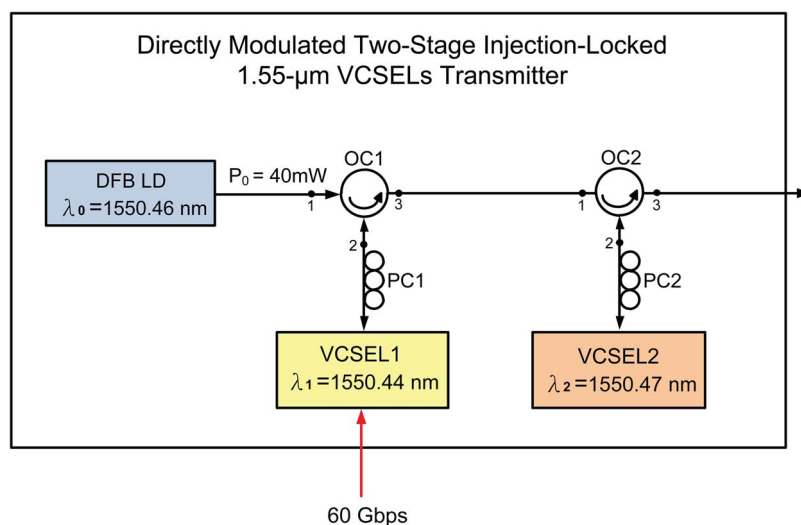 Directly Modulated Two-Stage Injection-Locked
1.55-μm VCSELs Transmitter
OC1
OC2
DFB LD
λ0=1550.46 nm
P0 = 40mW
1
3
1
3
2
2
PC1
PC2
VCSEL1
λ1=1550.44 nm
VCSEL2
λ2=1550.47 nm
60 Gbps